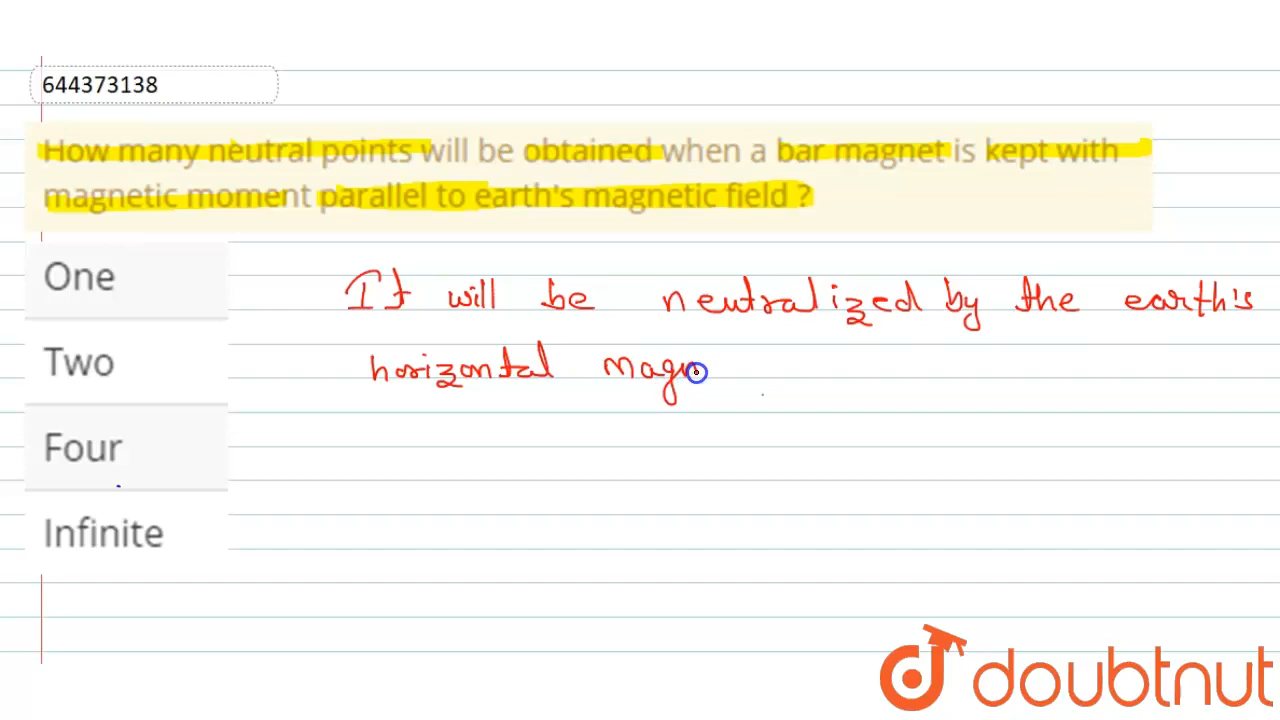 644373138
How many neutral points will be obtained when a bar magnet is kept with
magnetic moment parallel to earth's magnetic field ?
One
Two
Four
Infinite
It will be neutralized by the earth's
horizontal magn
doubtnut